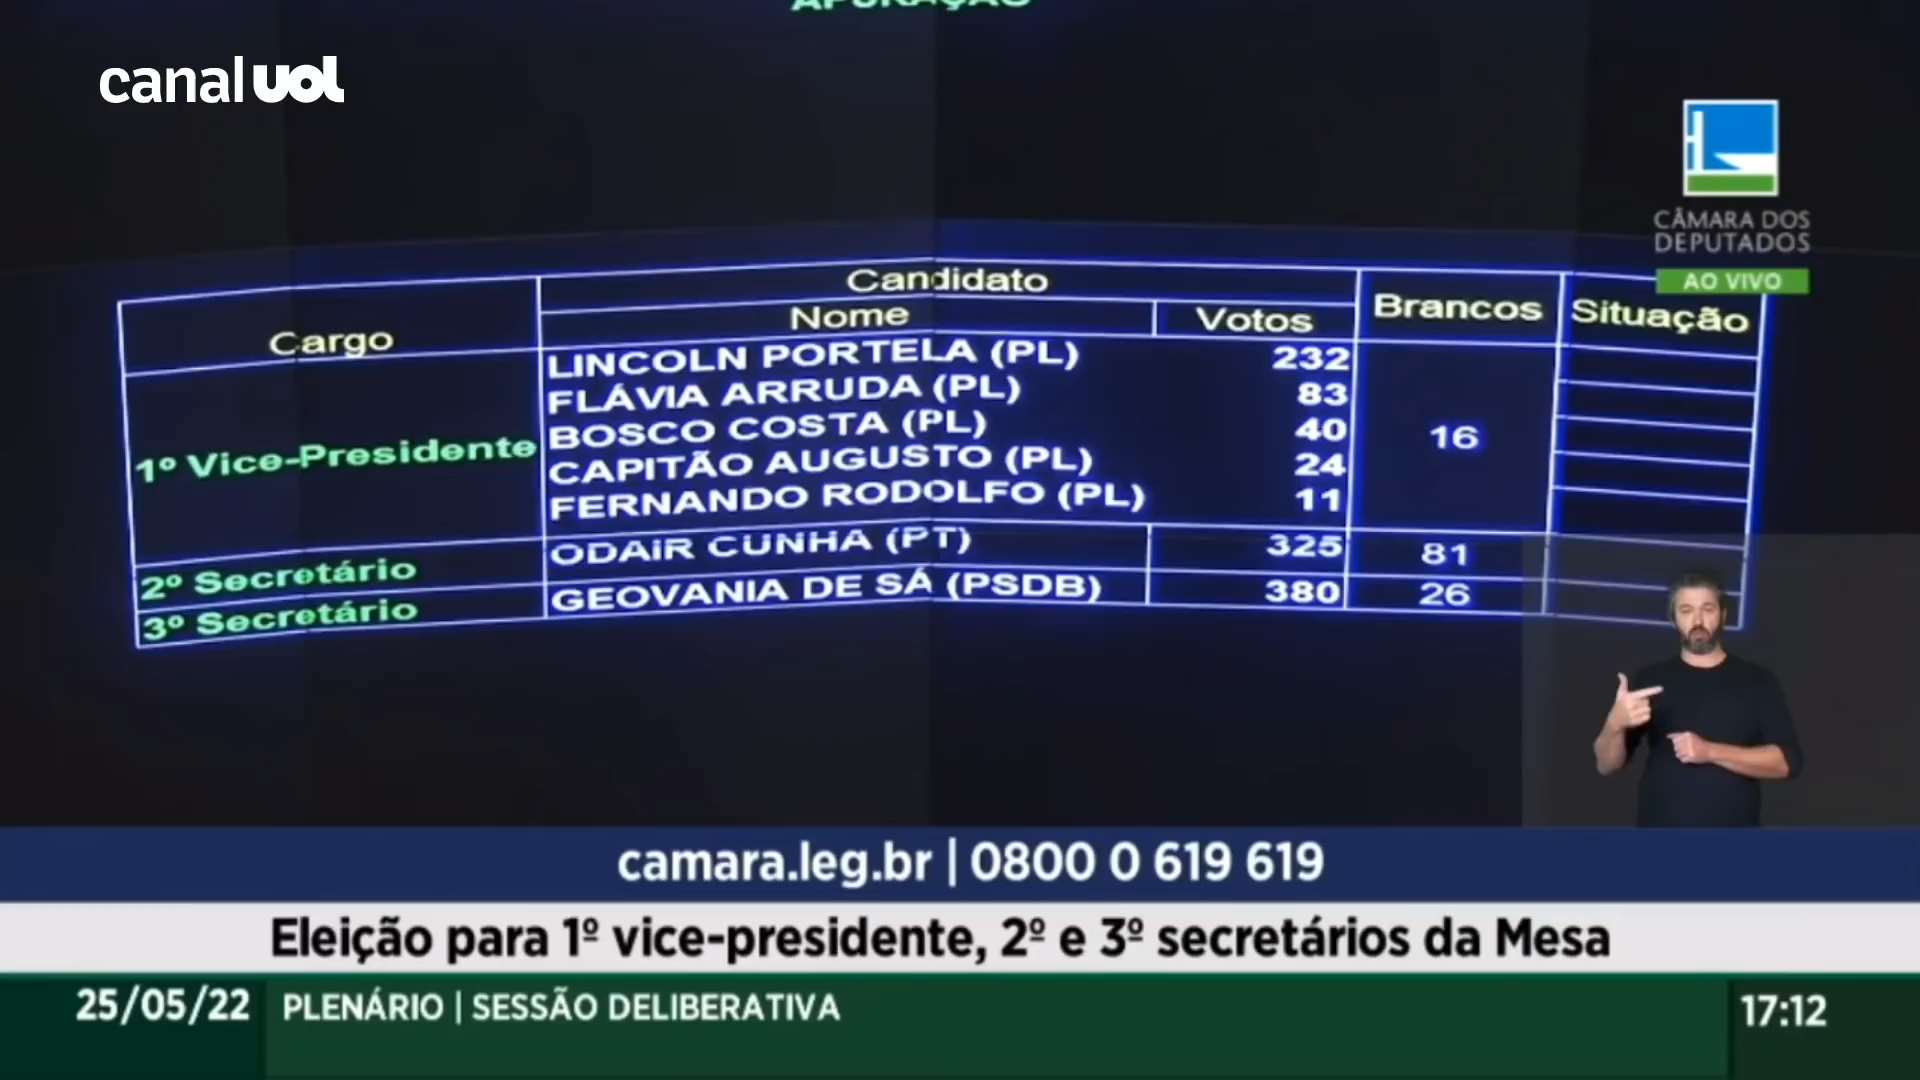 APURAÇÃO
canal uol
CÂMARA DOS
DEPUTADOS
AO VIVO
Cargo
Candidato
Nome
Votos
Brancos
Situação
1º Vice-Presidente
LINCOLN PORTELA (PL) 232
FLÁVIA ARRUDA (PL) 83
BOSCO COSTA (PL) 40
CAPITÃO AUGUSTO (PL) 24
FERNANDO RODOLFO (PL) 11
16
2º Secretário ODAIR CUNHA (PT) 325 81
3º Secretário GEOVANIA DE SÁ (PSDB) 380 26
camara.leg.br | 0800 0 619 619
Eleição para 1º vice-presidente, 2º e 3º secretários da Mesa
25/05/22 PLENÁRIO | SESSÃO DELIBERATIVA 17:12